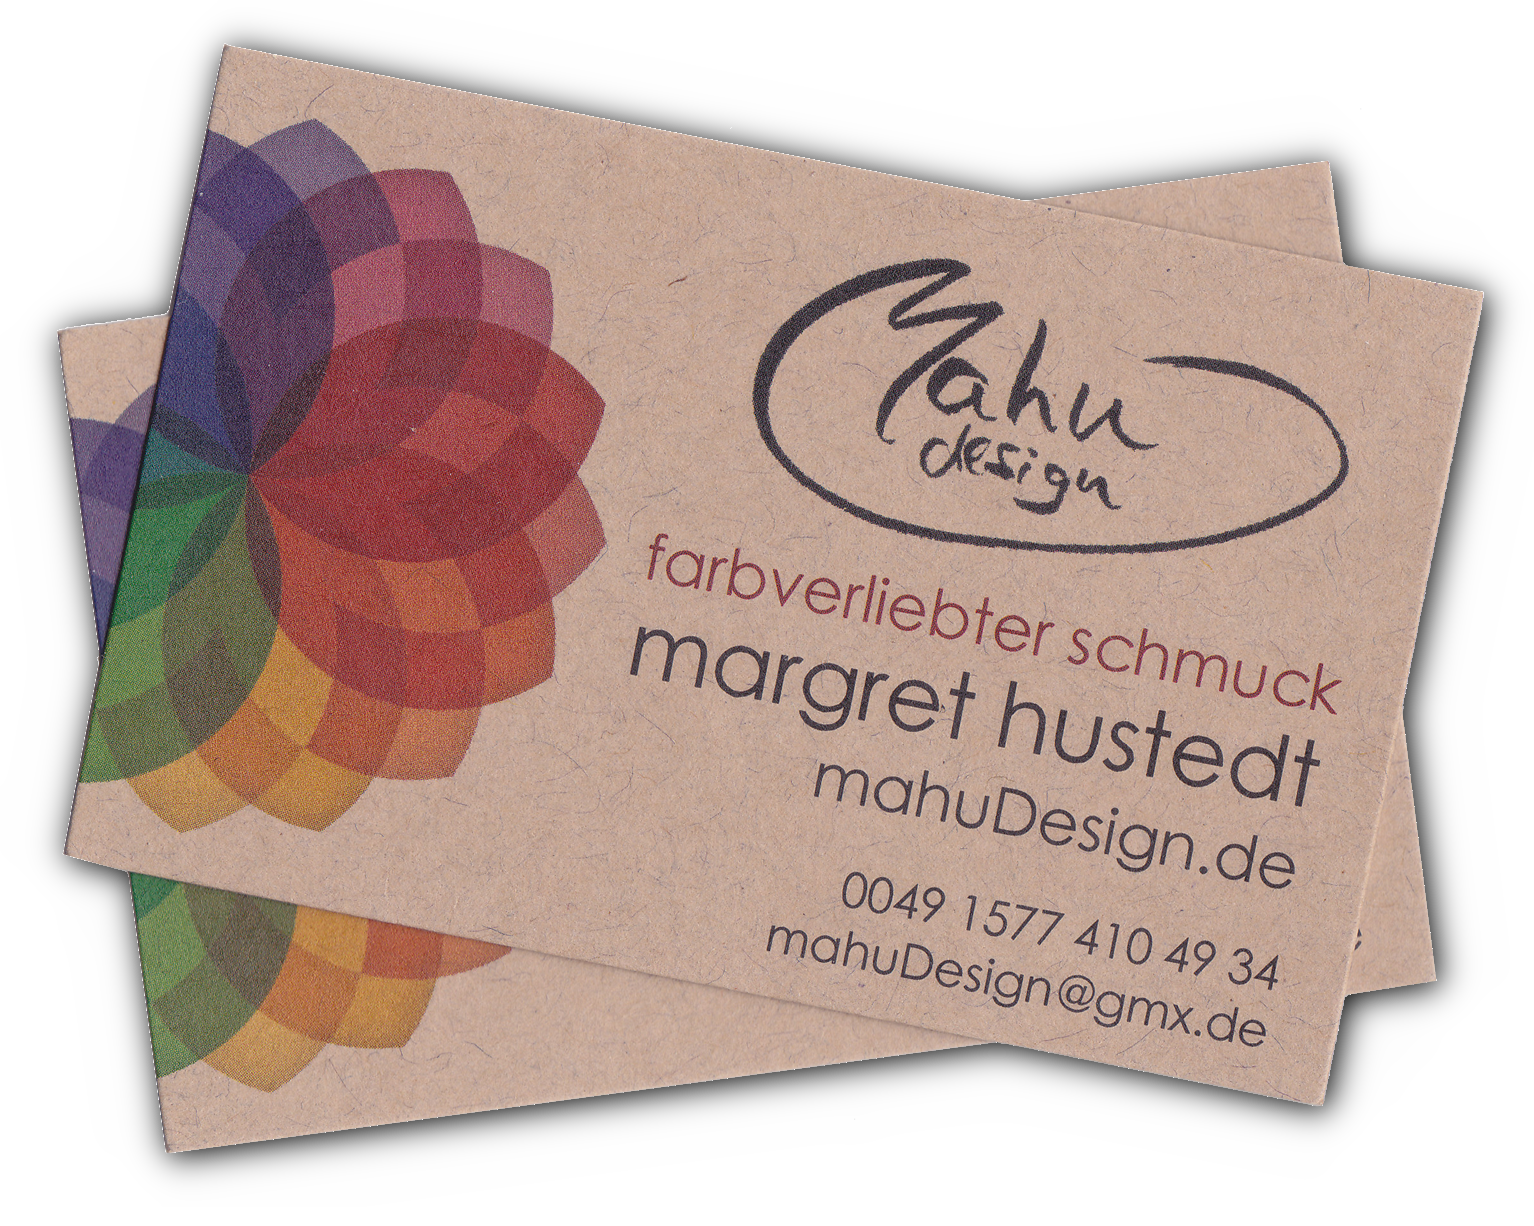 Mahu
design
farbverliebter schmuck
margret hustedt
mahuDesign.de
0049 1577 410 49 34
mahuDesign@gmx.de
e